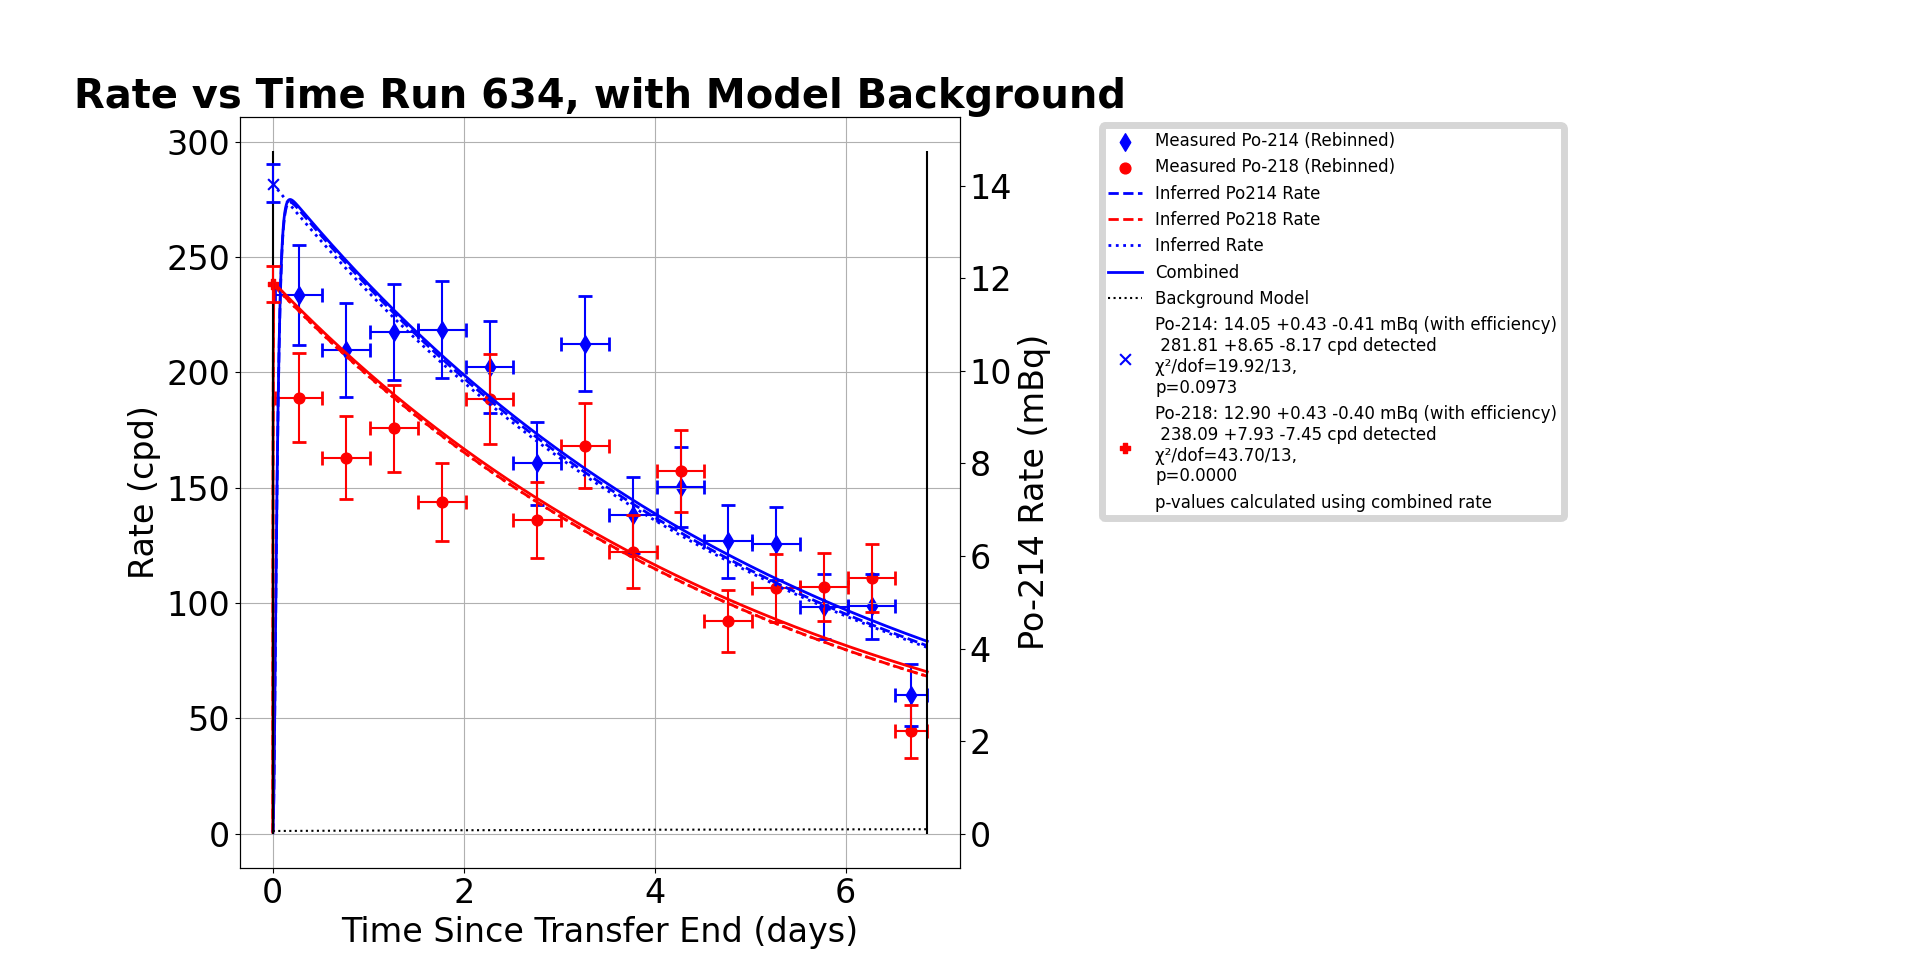 Rate vs Time Run 634, with Model Background
300
250
200
150
100
50
0
Rate (cpd)
0
2
4
6
Time Since Transfer End (days)
14
12
10
8
6
4
2
0
Po-214 Rate (mBq)
Measured Po-214 (Rebinned)
Measured Po-218 (Rebinned)
Inferred Po214 Rate
Inferred Po218 Rate
Inferred Rate
Combined
Background Model
Po-214: 14.05 +0.43 -0.41 mBq (with efficiency)
281.81 +8.65 -8.17 cpd detected
χ²/dof=19.92/13,
p=0.0973
Po-218: 12.90 +0.43 -0.40 mBq (with efficiency)
238.09 +7.93 -7.45 cpd detected
χ²/dof=43.70/13,
p=0.0000
p-values calculated using combined rate